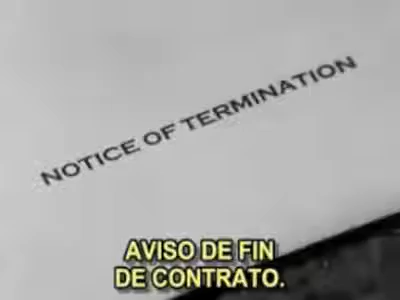 NOTICE OF TERMINATION
AVISO DE FIN
DE CONTRATO.